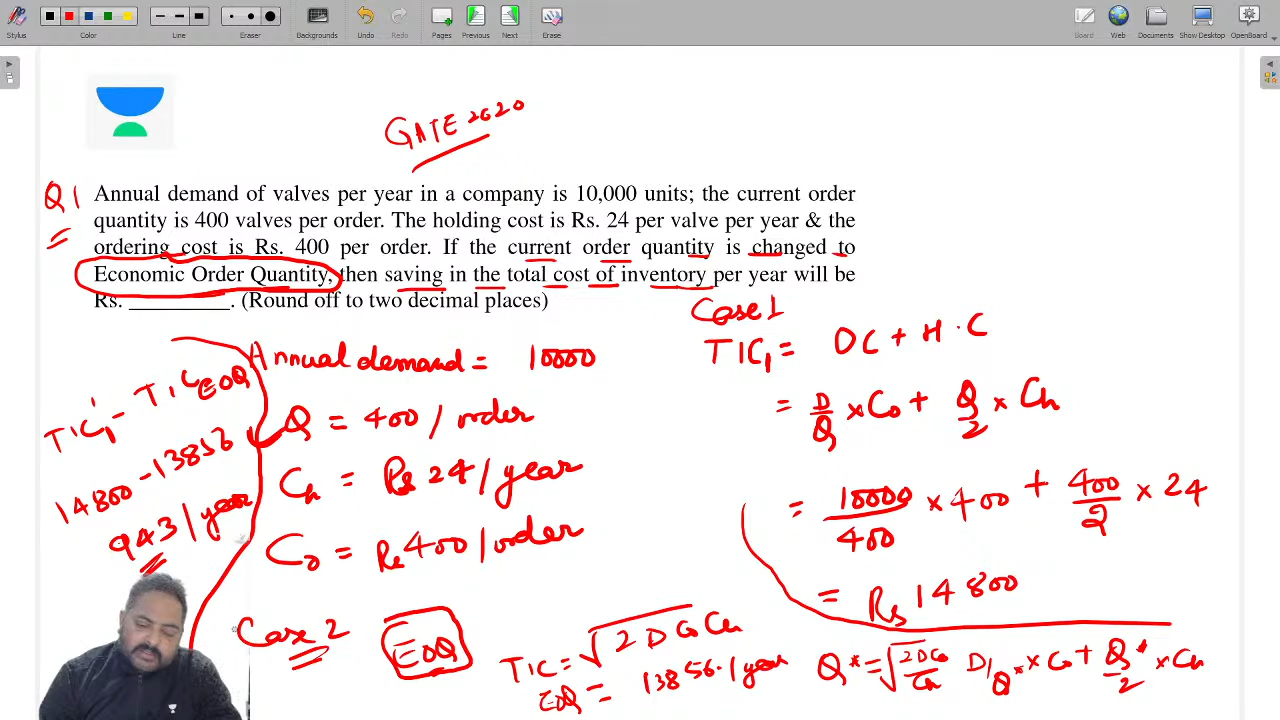 Stylus
Color
Line
Eraser
Backgrounds
Undo
Redo
Pages
Previous
Next
Erase
Board
Web
Documents
Show Desktop
OpenBoard
GATE 2020
Q1
Annual demand of valves per year in a company is 10,000 units; the current order
quantity is 400 valves per order. The holding cost is Rs. 24 per valve per year & the
ordering cost is Rs. 400 per order. If the current order quantity is changed to
Economic Order Quantity, then saving in the total cost of inventory per year will be
Rs. _________. (Round off to two decimal places)
Annual demand = 10000
Q = 400 / order
Ch = Rs 24 / year
Co = Rs 400 / order
Case 1
TIC1 = OC + H.C
= D/Q × Co + Q/2 × Ch
= 10000/400 × 400 + 400/2 × 24
= Rs 14800
Case 2
EOQ
TIC EOQ = √2 D Co Ch
= 13856. / year
Q* = √2DCo/Ch
D/Q* × Co + Q*/2 × Ch
TIC1 - TIC EOQ
14800 - 13856
943 / year